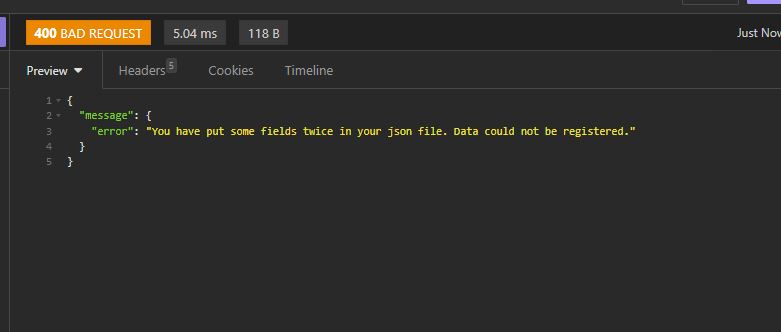 400 BAD REQUEST 5.04 ms 118 B Just Now
Preview Headers 5 Cookies Timeline
1 {
2 "message": {
3 "error": "You have put some fields twice in your json file. Data could not be registered."
4 }
5 }